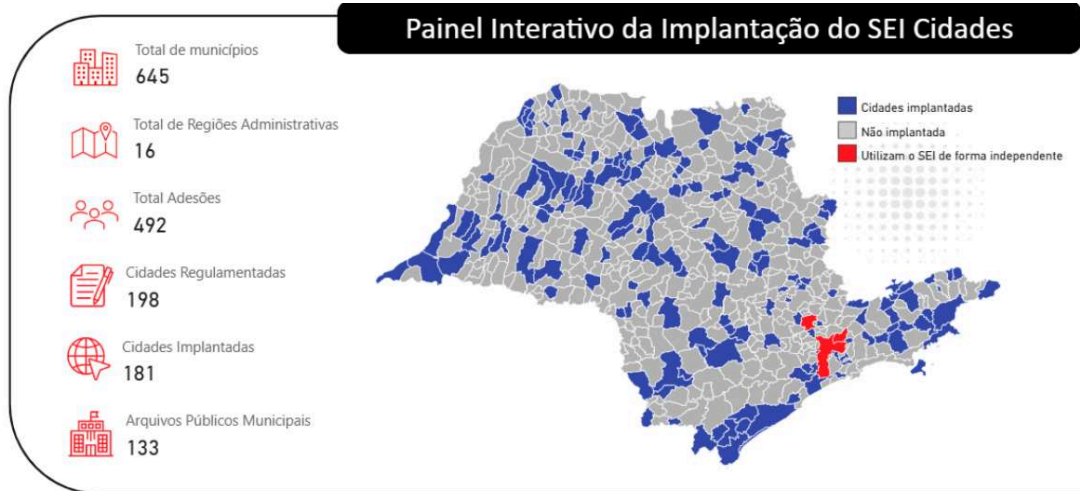 Painel Interativo da Implantação do SEI Cidades
Total de municípios
645
Total de Regiões Administrativas
16
Total Adesões
492
Cidades Regulamentadas
198
Cidades Implantadas
181
Arquivos Públicos Municipais
133
Cidades implantadas
Não implantada
Utilizam o SEI de forma independente